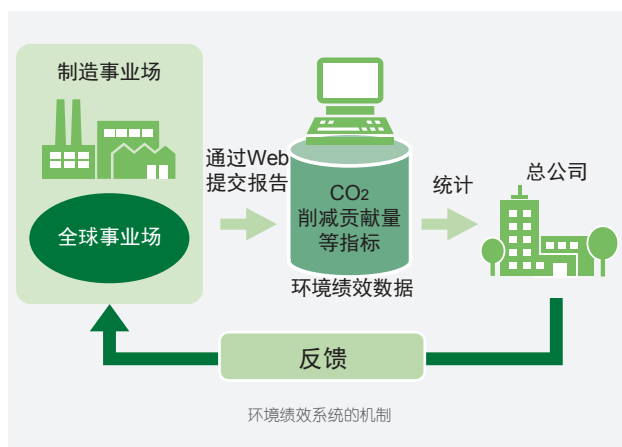 制造事业场
全球事业场
通过Web
提交报告
CO₂
削减贡献量
等指标
环境绩效数据
统计
总公司
反馈
环境绩效系统的机制